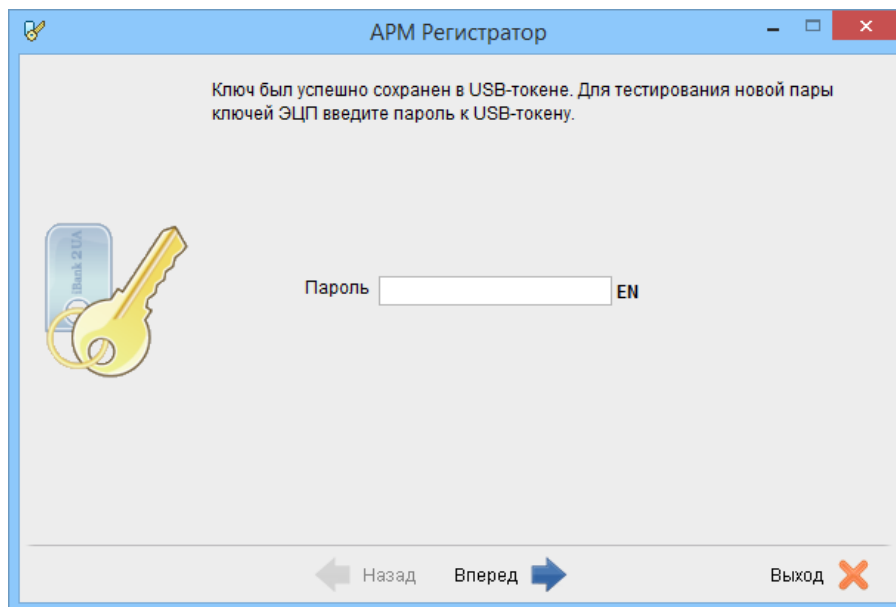 АРМ Регистратор
Ключ был успешно сохранен в USB-токене. Для тестирования новой пары
ключей ЭЦП введите пароль к USB-токену.
iBank 2 UA
Пароль
EN
Назад
Вперед
Выход